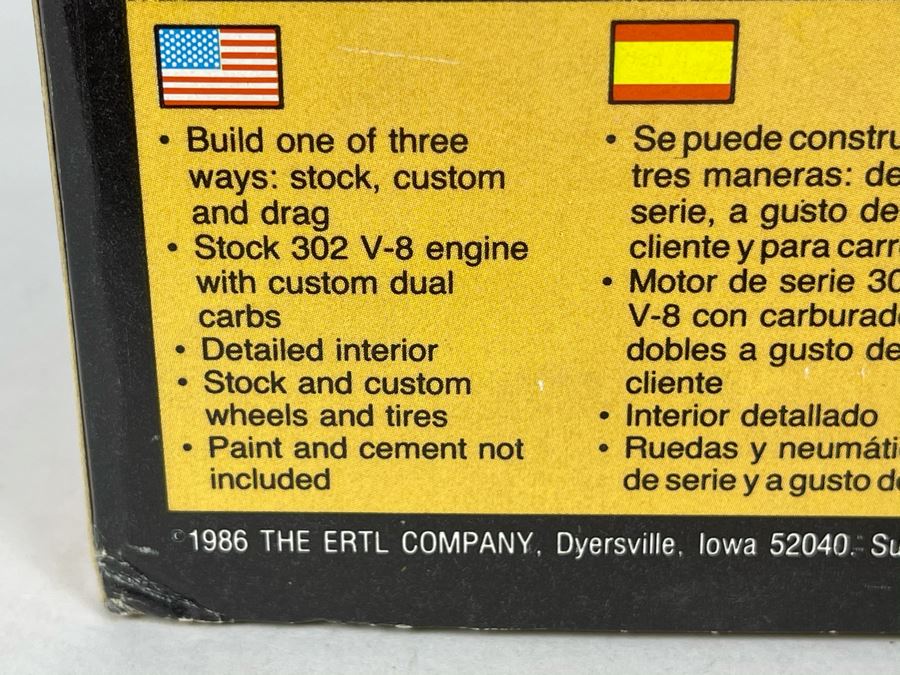 • Build one of three
ways: stock, custom
and drag
• Stock 302 V-8 engine
with custom dual
carbs
• Detailed interior
• Stock and custom
wheels and tires
• Paint and cement not
included
• Se puede constru
tres maneras: de
serie, a gusto de
cliente y para carr
• Motor de serie 30
V-8 con carburado
dobles a gusto de
cliente
• Interior detallado
• Ruedas y neumáti
de serie y a gusto de
©1986 THE ERTL COMPANY, Dyersville, Iowa 52040. Su